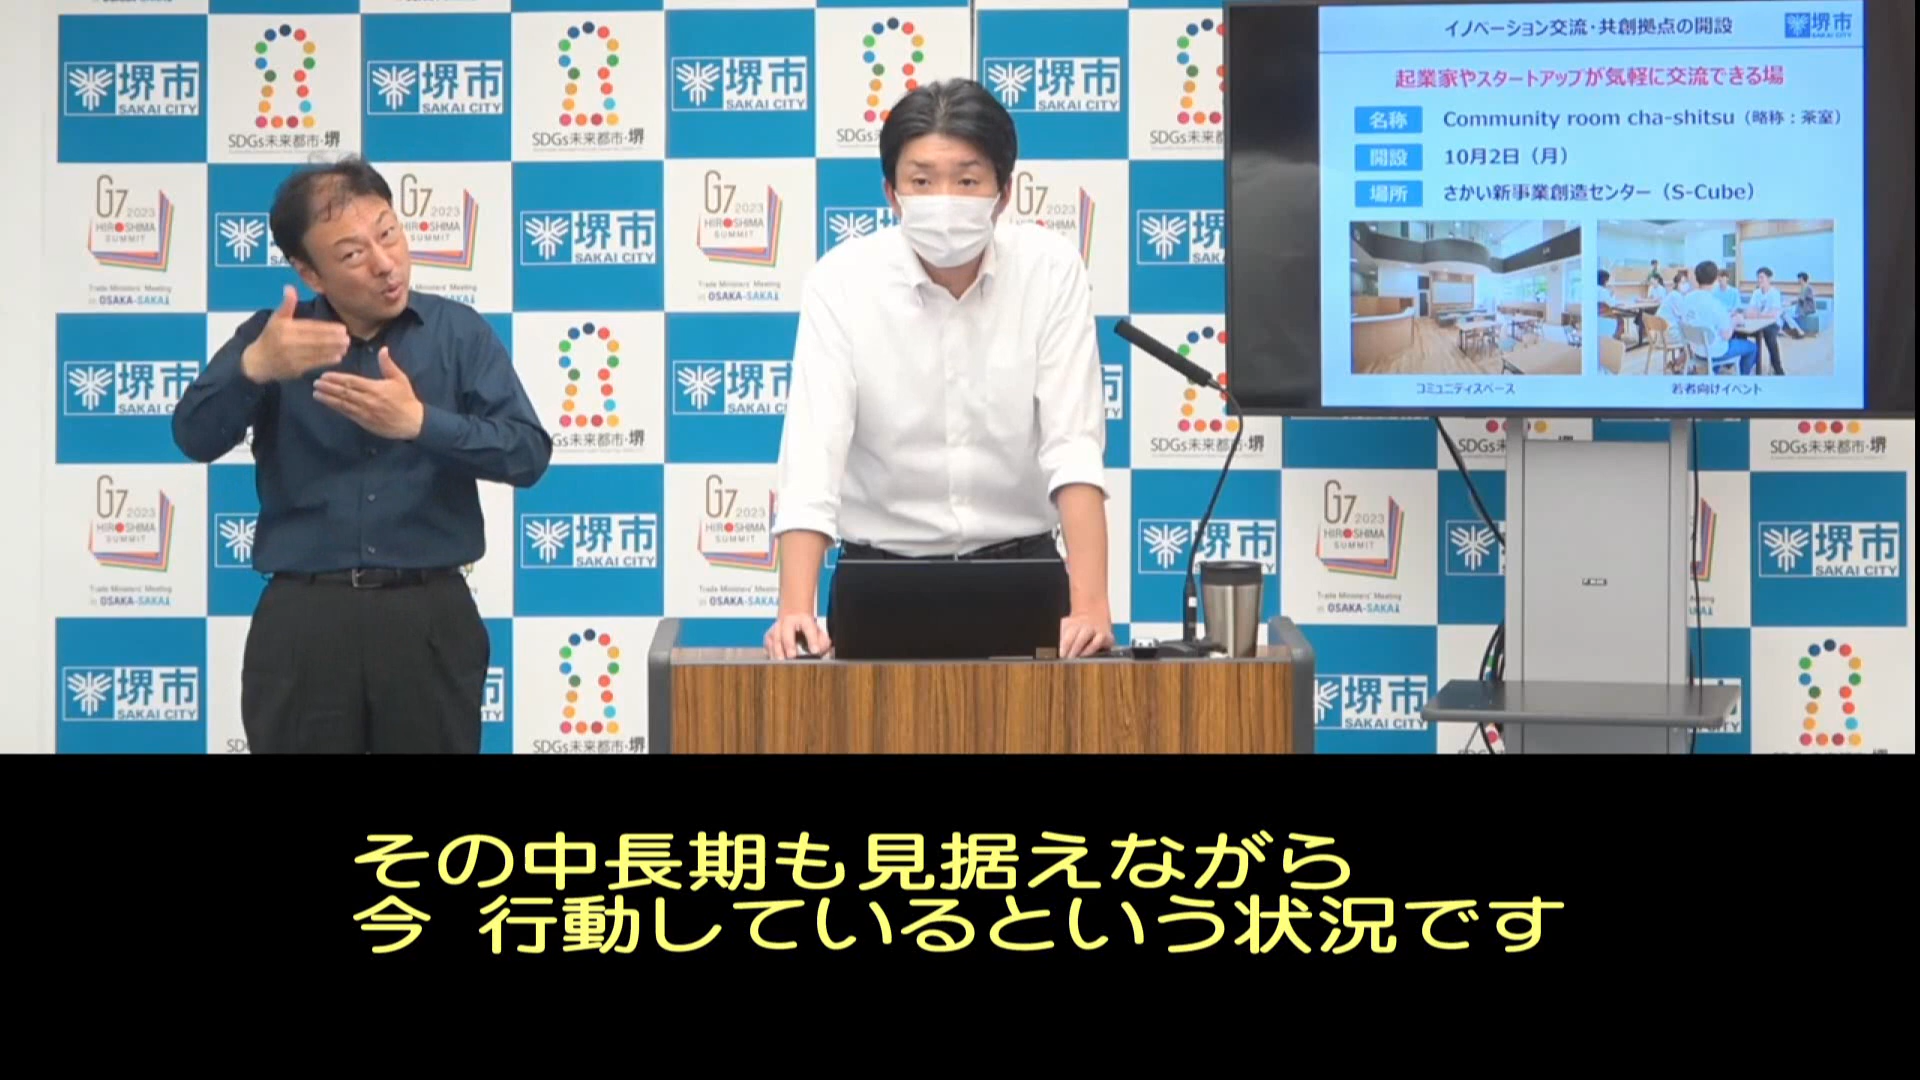 イノベーション交流・共創拠点の開設
堺市
SAKAI CITY
起業家やスタートアップが気軽に交流できる場
名称 Community room cha-shitsu（略称：茶室）
開設 10月2日（月）
場所 さかい新事業創造センター（S-Cube）
コミュニティスペース
若者向けイベント
堺市
SAKAI CITY
SDGs未来都市・堺
G7 2023
HIROSHIMA
SUMMIT
Trade Ministers' Meeting
in OSAKA-SAKAI
その中長期も見据えながら
今 行動しているという状況です